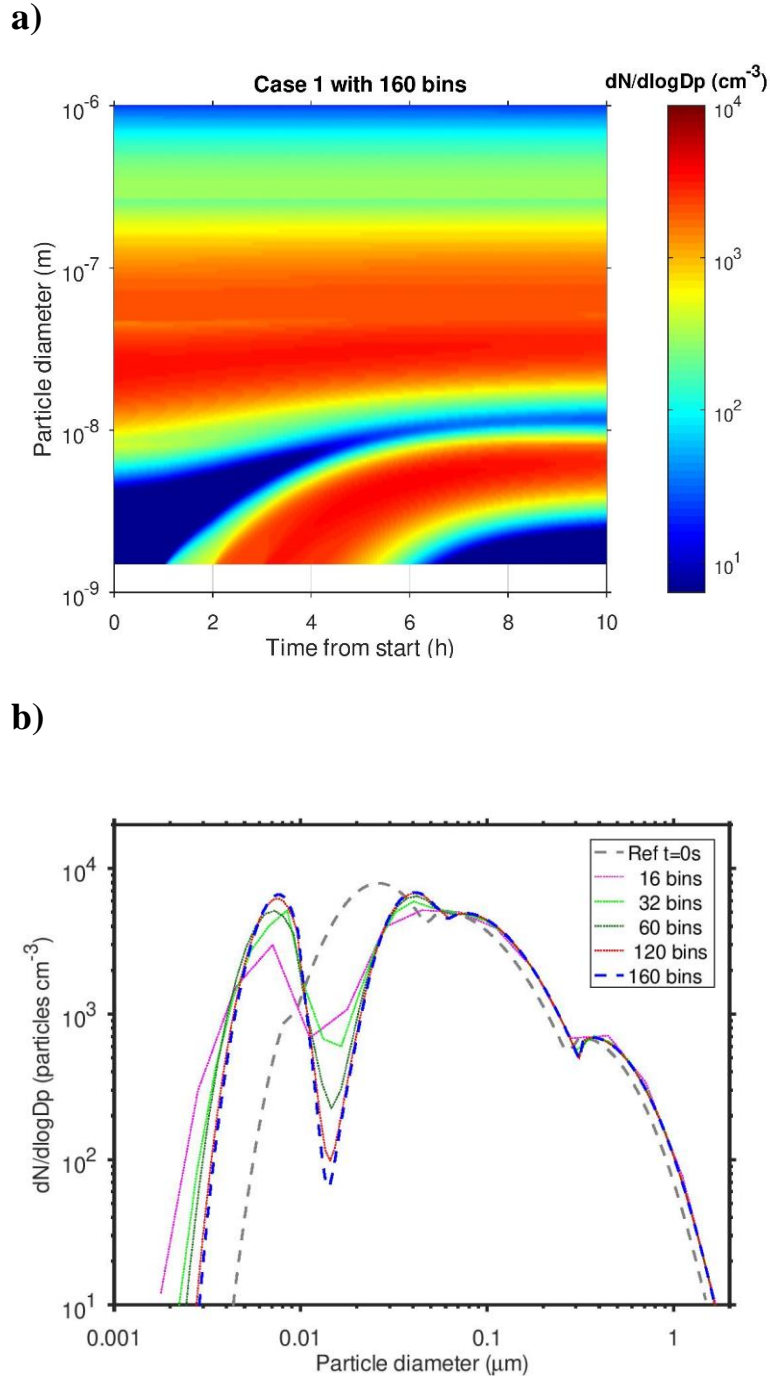 a)
Case 1 with 160 bins
dN/dlogDp (cm⁻³)
10⁻⁶
10⁻⁷
10⁻⁸
10⁻⁹
Particle diameter (m)
0 2 4 6 8 10
Time from start (h)
10⁴
10³
10²
10¹
b)
Ref t=0s
16 bins
32 bins
60 bins
120 bins
160 bins
10⁴
10³
10²
10¹
dN/dlogDp (particles cm⁻³)
0.001 0.01 0.1 1
Particle diameter (μm)